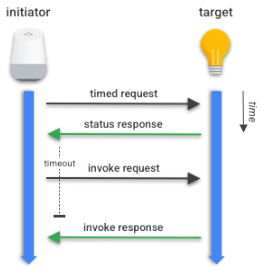 initiator
target
timed request
time
status response
timeout
invoke request
invoke response